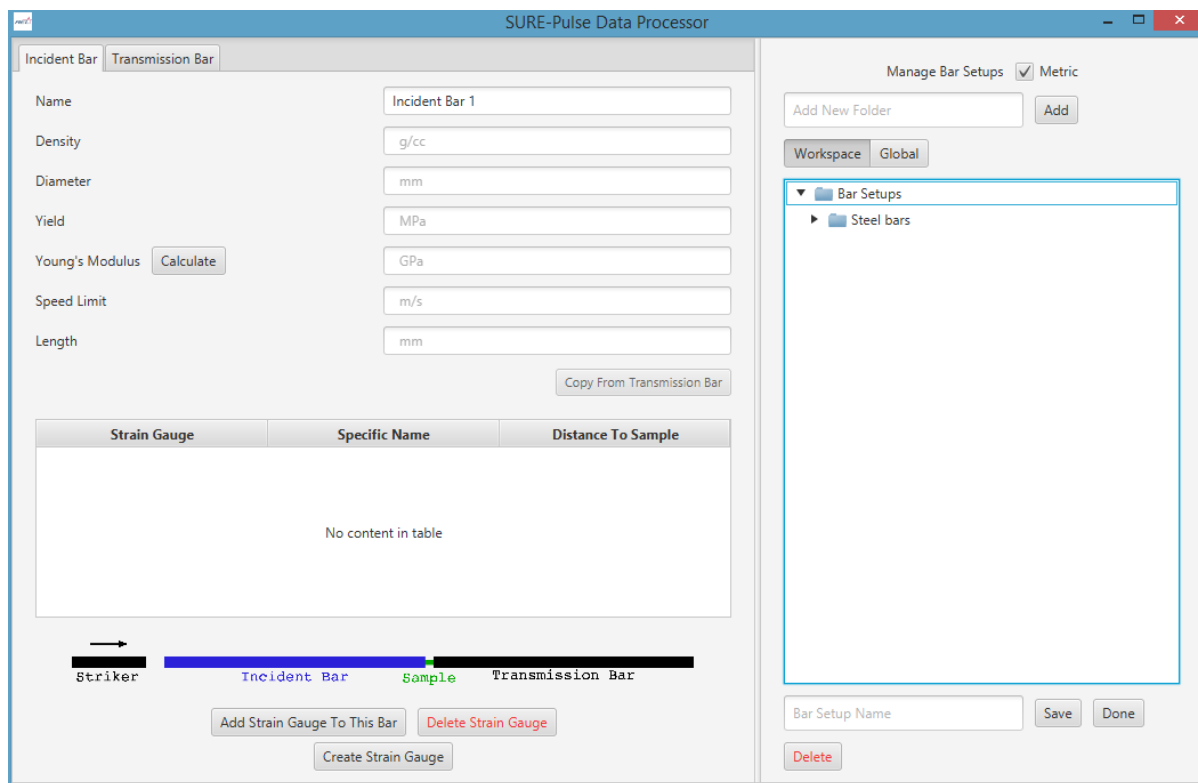 SURE-Pulse Data Processor
Incident Bar Transmission Bar
Name Incident Bar 1
Density g/cc
Diameter mm
Yield MPa
Young's Modulus Calculate GPa
Speed Limit m/s
Length mm
Copy From Transmission Bar
Strain Gauge Specific Name Distance To Sample
No content in table
Striker Incident Bar Sample Transmission Bar
Add Strain Gauge To This Bar Delete Strain Gauge
Create Strain Gauge
Manage Bar Setups Metric
Add New Folder Add
Workspace Global
Bar Setups
Steel bars
Bar Setup Name Save Done
Delete